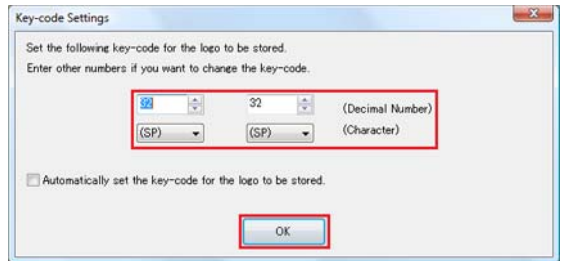 Key-code Settings
Set the following key-code for the logo to be stored.
Enter other numbers if you want to change the key-code.
32 32 (Decimal Number)
(SP) (SP) (Character)
Automatically set the key-code for the logo to be stored.
OK